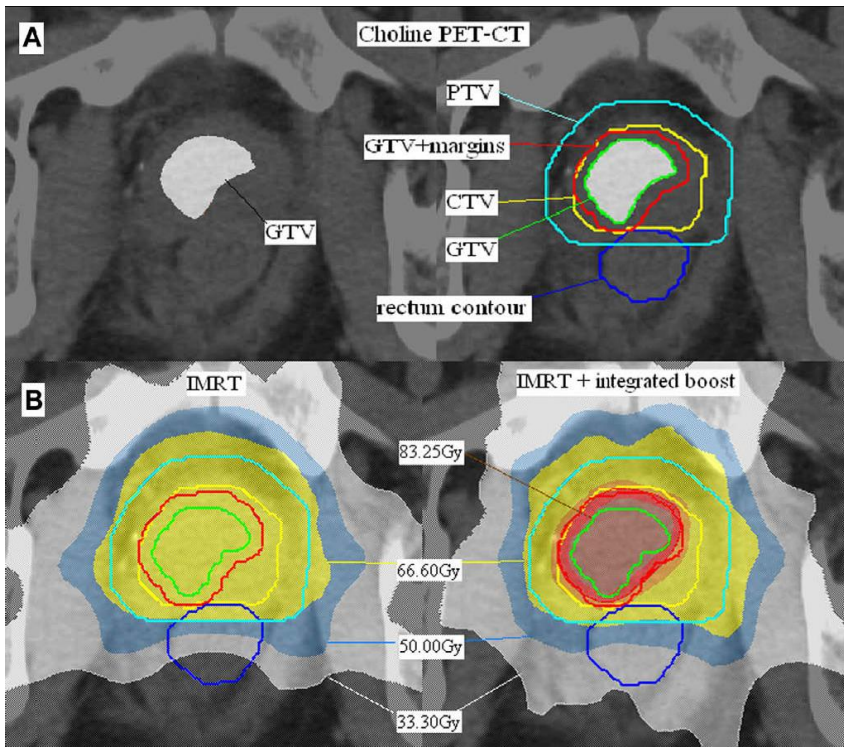 A
Choline PET-CT
PTV
GTV+margins
CTV
GTV
GTV
rectum contour
B
IMRT
IMRT + integrated boost
83.25Gy
66.60Gy
50.00Gy
33.30Gy